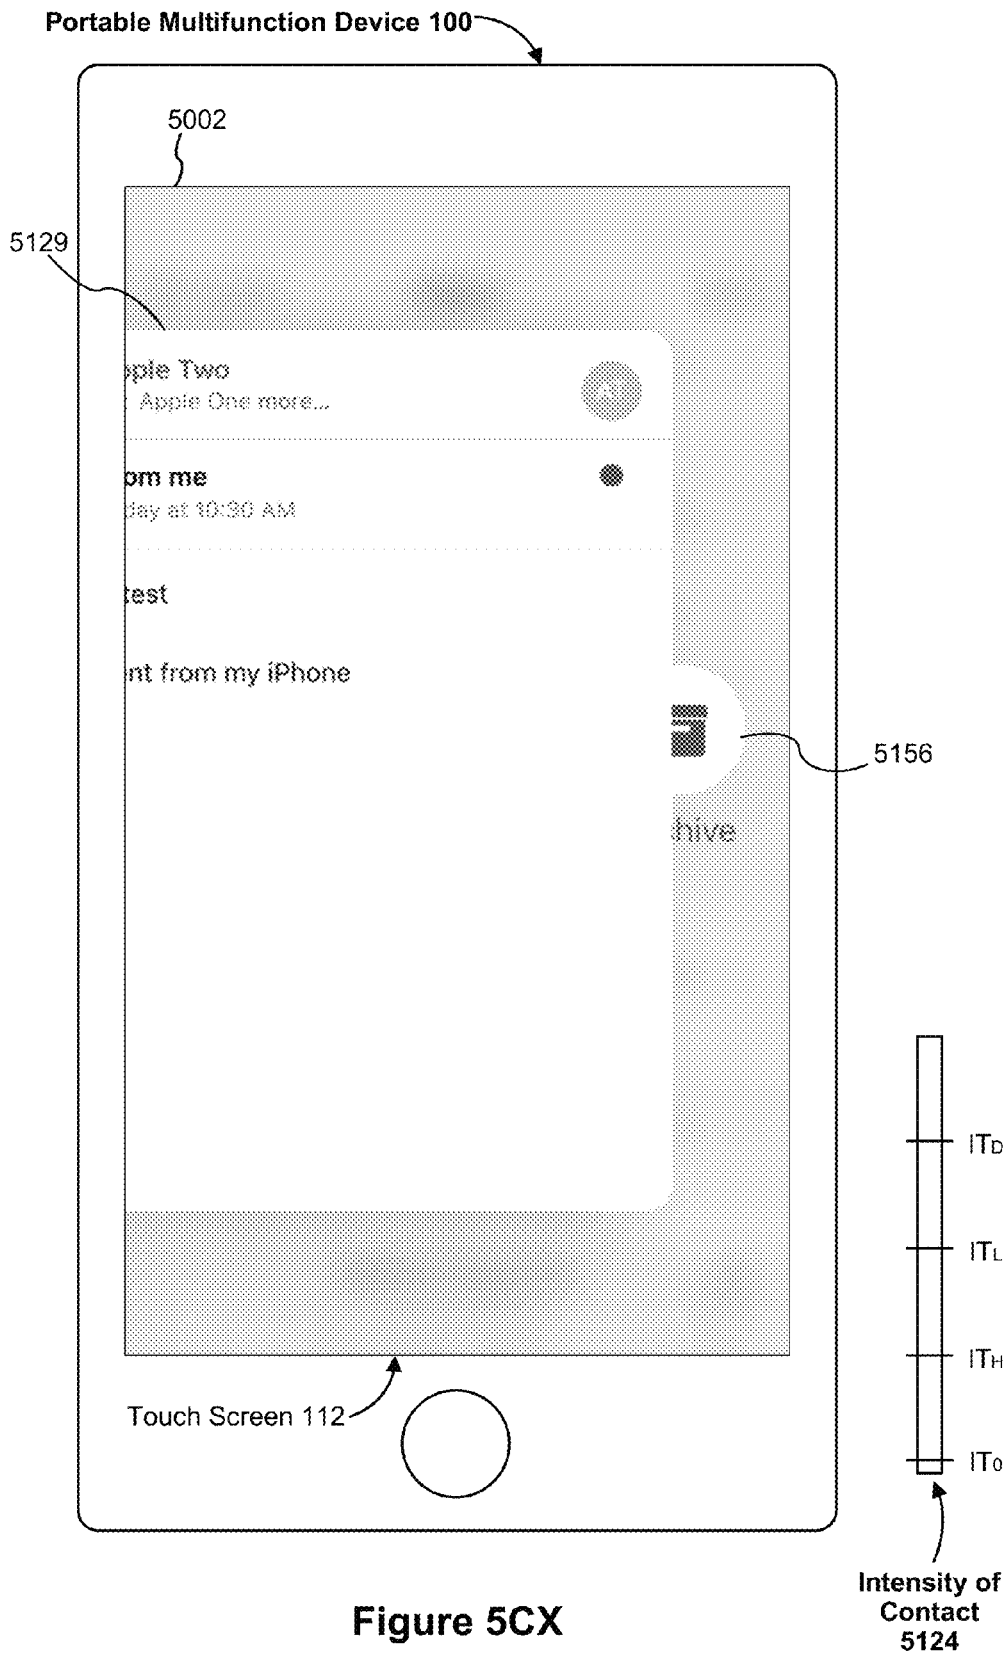 Portable Multifunction Device 100
5002
5129
pple Two
Apple One more...
om me
day at 10:30 AM
test
nt from my iPhone
5156
hive
ITD
ITL
ITH
IT0
Touch Screen 112
Intensity of
Contact
5124
Figure 5CX